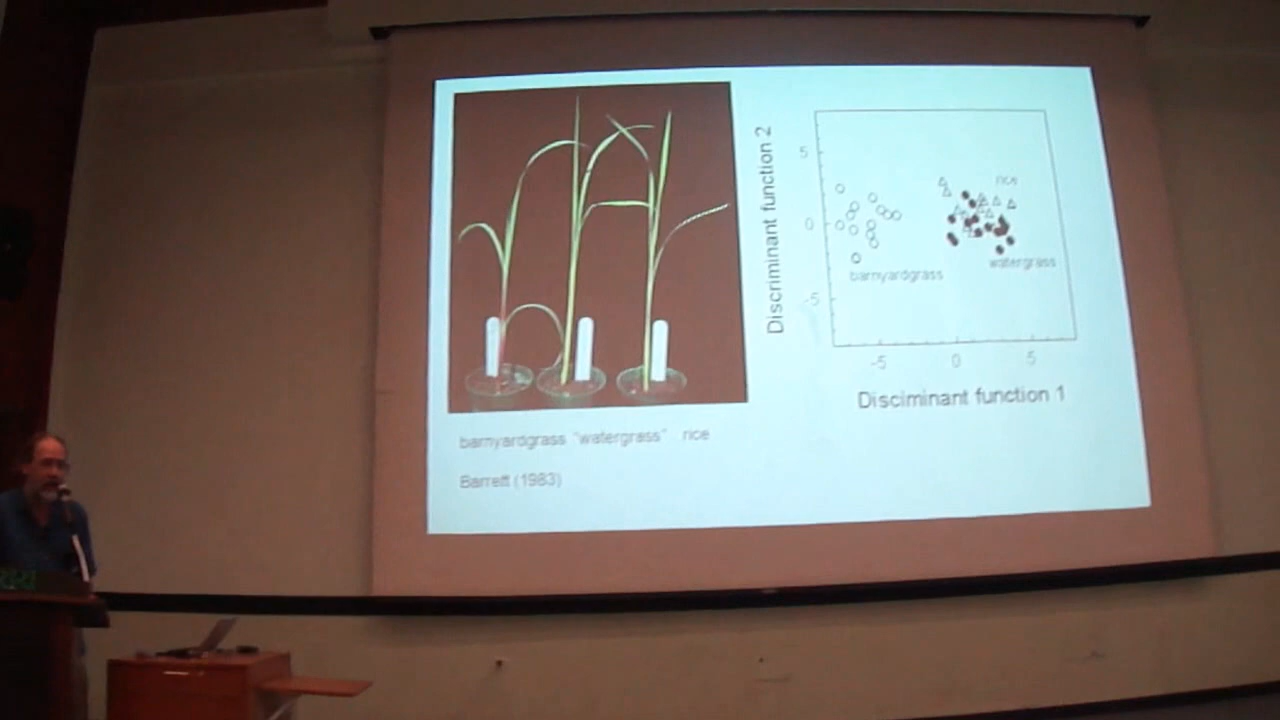 Discriminant function 2
5
0
-5
rice
watergrass
barnyardgrass
-5 0 5
Disciminant function 1
barnyardgrass "watergrass" rice
Barrett (1983)